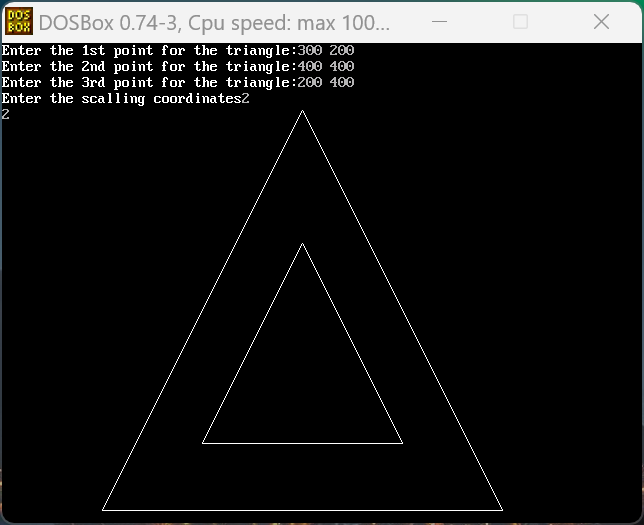 DOS
BOX
DOSBox 0.74-3, Cpu speed: max 100...
Enter the 1st point for the triangle:300 200
Enter the 2nd point for the triangle:400 400
Enter the 3rd point for the triangle:200 400
Enter the scalling coordinates2
2